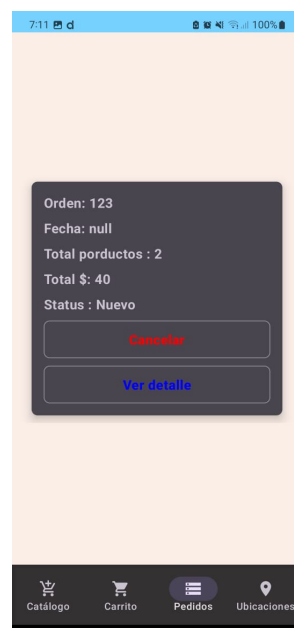 7:11 d 100%
Orden: 123
Fecha: null
Total porductos : 2
Total $: 40
Status : Nuevo
Cancelar
Ver detalle
Catálogo Carrito Pedidos Ubicaciones